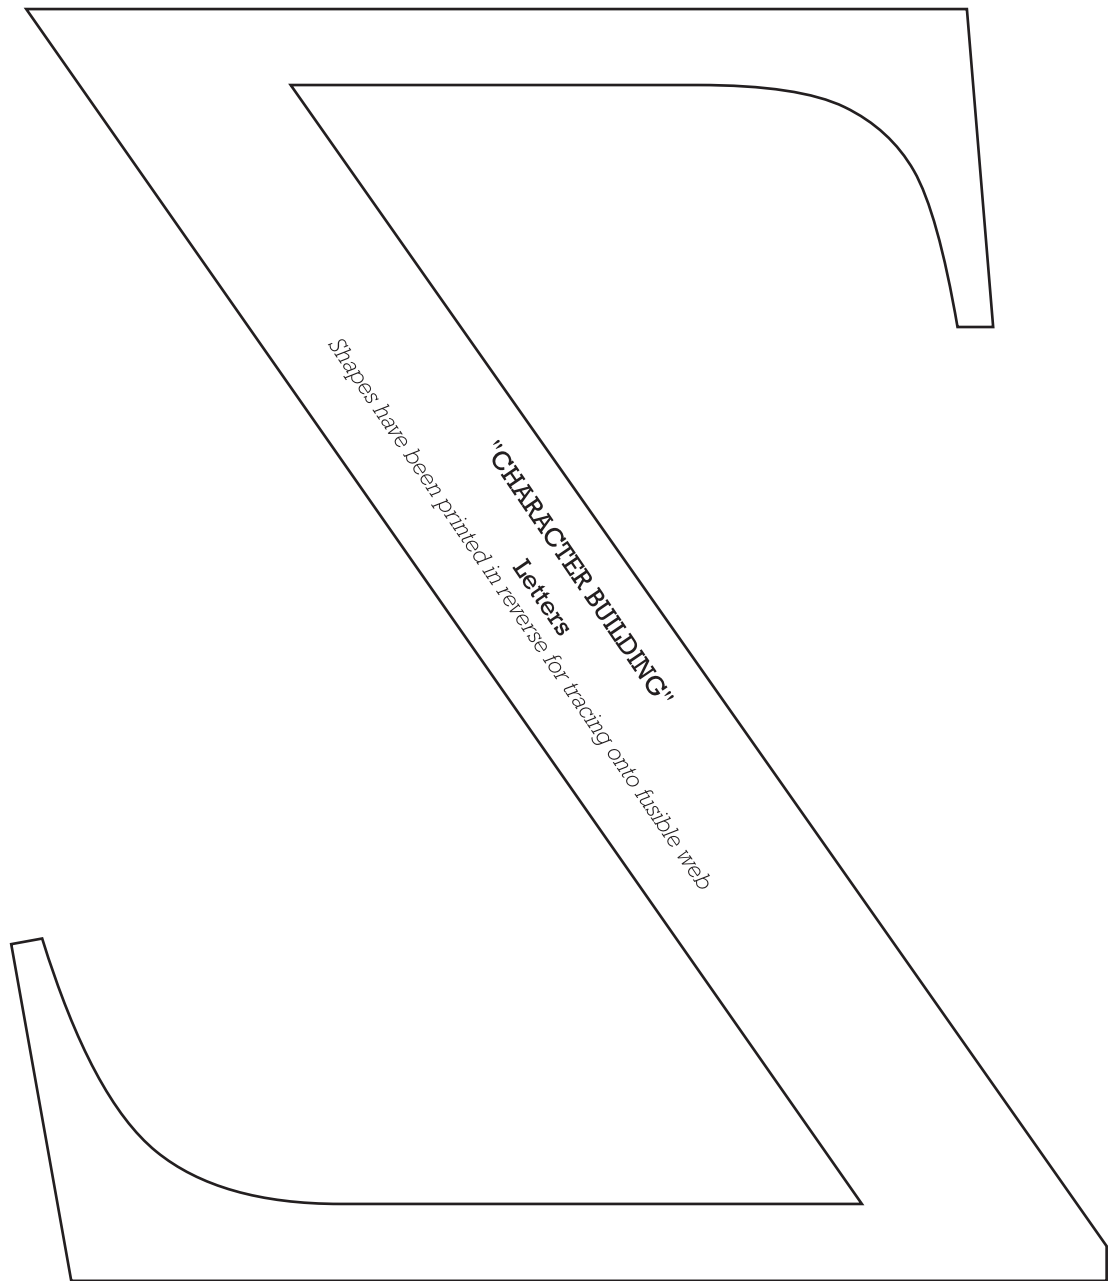 "CHARACTER BUILDING"
Letters
Shapes have been printed in reverse for tracing onto fusible web